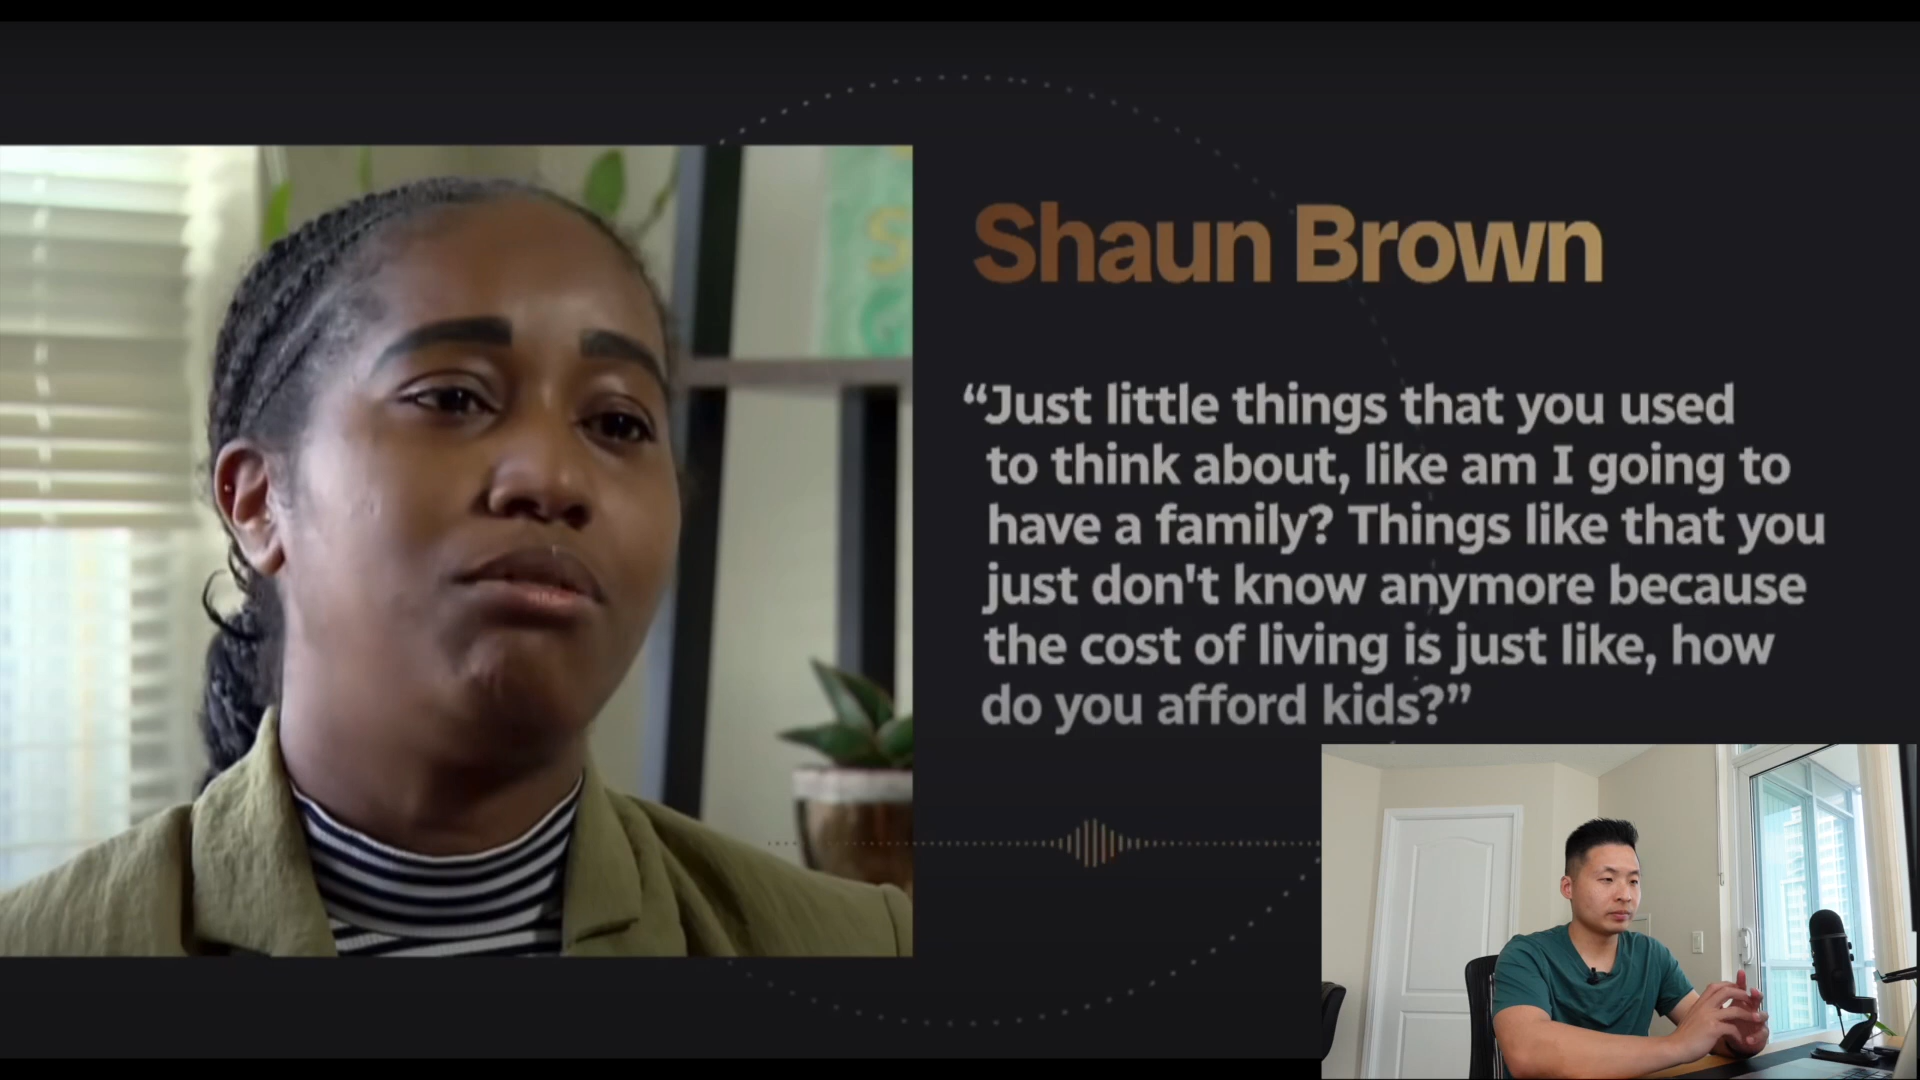 Shaun Brown
“Just little things that you used
to think about, like am I going to
have a family? Things like that you
just don't know anymore because
the cost of living is just like, how
do you afford kids?”